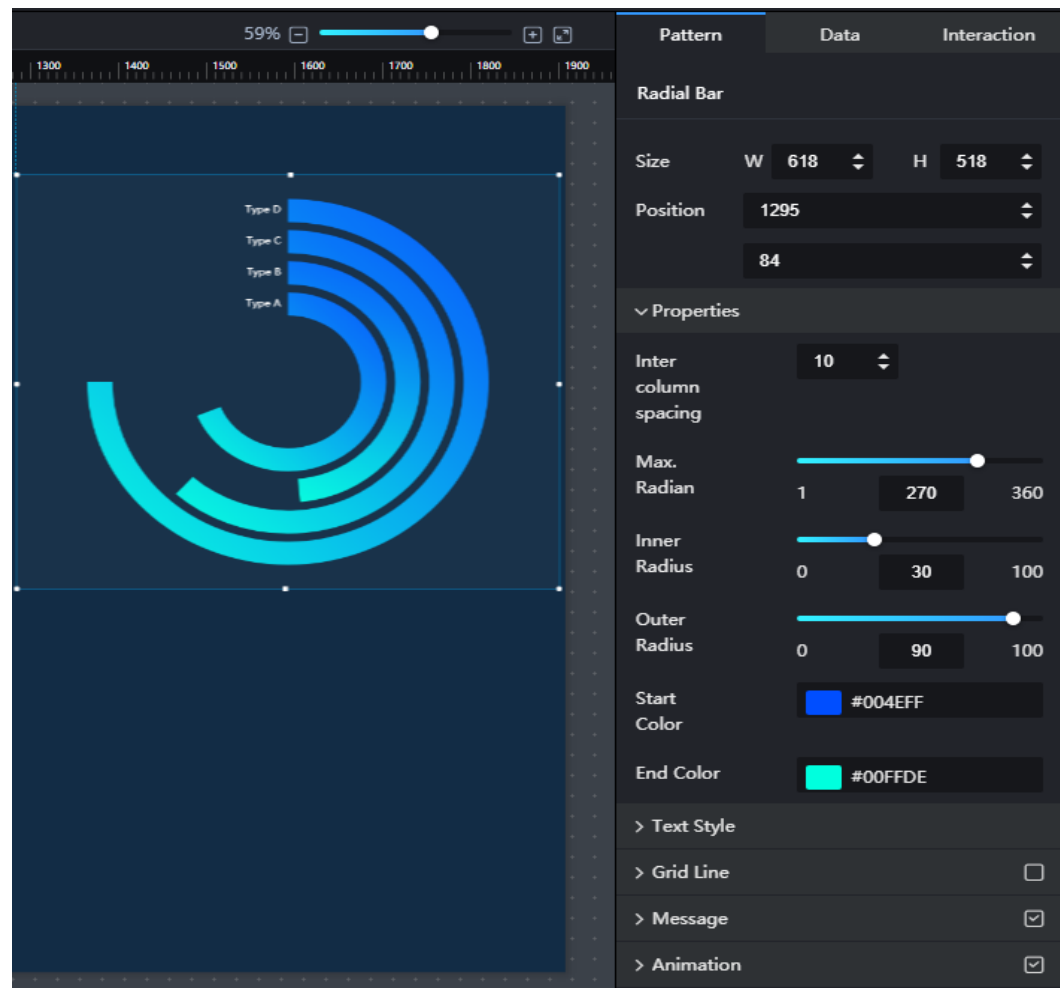 59%
1300 1400 1500 1600 1700 1800 1900
Type D
Type C
Type B
Type A
Pattern Data Interaction
Radial Bar
Size W 618 H 518
Position 1295
84
Properties
Inter 10
column
spacing
Max.
Radian 1 270 360
Inner
Radius 0 30 100
Outer
Radius 0 90 100
Start #004EFF
Color
End Color #00FFDE
Text Style
Grid Line
Message
Animation